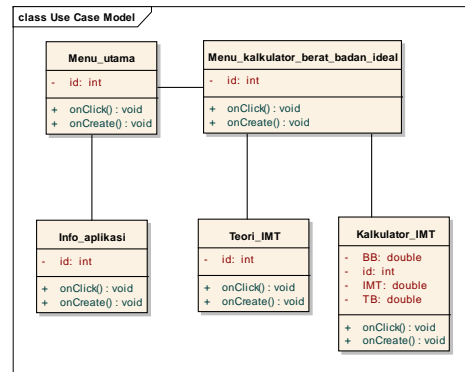 class Use Case Model
Menu_utama
- id: int
+ onClick() : void
+ onCreate() : void
Menu_kalkulator_berat_badan_ideal
- id: int
+ onClick() : void
+ onCreate() : void
Info_aplikasi
- id: int
+ onClick() : void
+ onCreate() : void
Teori_IMT
- id: int
+ onClick() : void
+ onCreate() : void
Kalkulator_IMT
- BB: double
- id: int
- IMT: double
- TB: double
+ onClick() : void
+ onCreate() : void